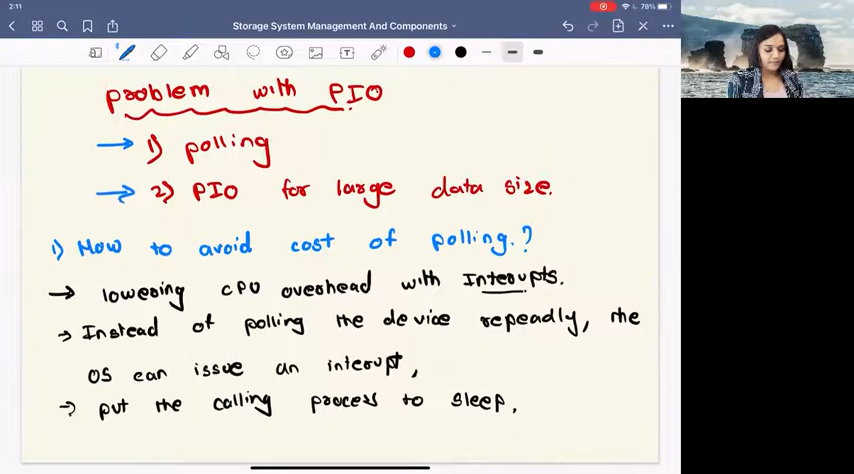 2:11
78%
Storage System Management And Components
problem with PIO
1) polling
2) PIO for large data size.
1) How to avoid cost of polling.?
→ lowering CPU overhead with Interupts.
→ Instead of polling the device repeadly, the
OS can issue an interupt,
→ put the calling process to sleep,